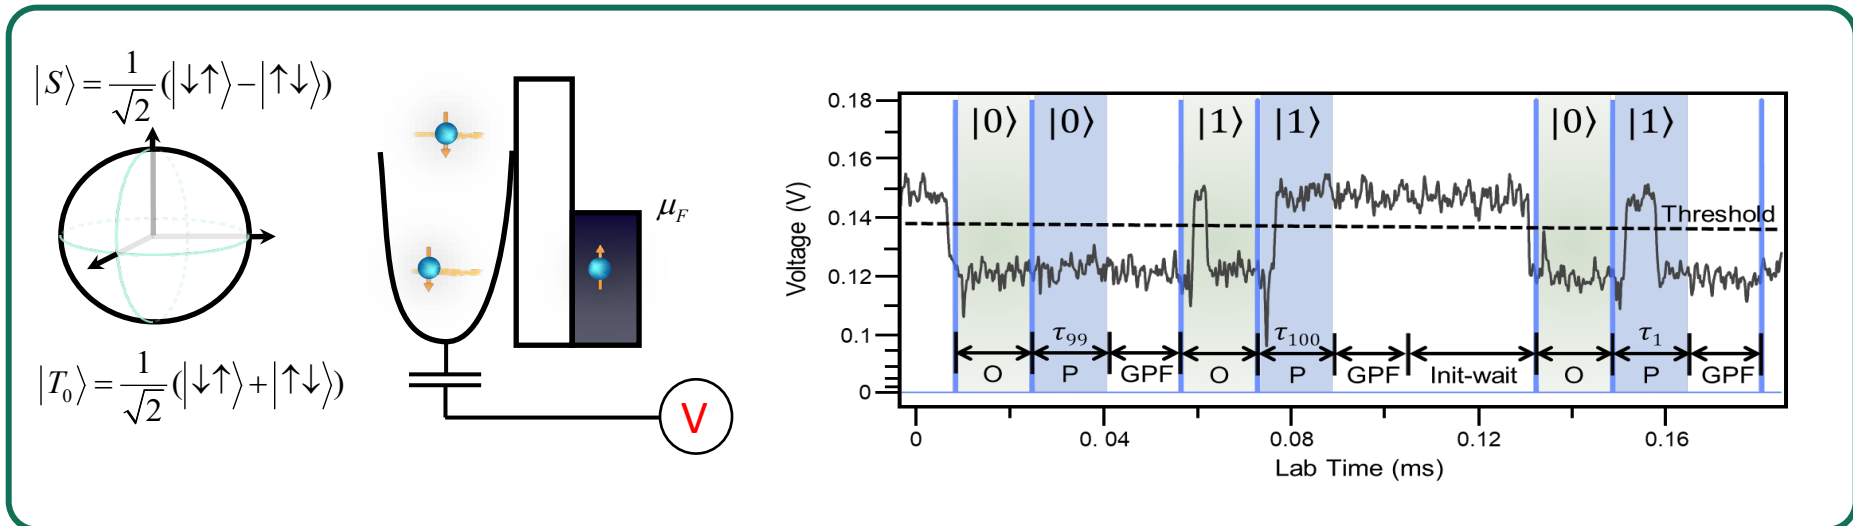 |S⟩ = 1/√2 (|↓↑⟩ − |↑↓⟩)
|T₀⟩ = 1/√2 (|↓↑⟩ + |↑↓⟩)
μ_F
V
Voltage (V)
0.18
0.16
0.14
0.12
0.1
0
|0⟩ |0⟩ |1⟩ |1⟩ |0⟩ |1⟩
Threshold
τ₉₉ τ₁₀₀ τ₁
O P GPF O P GPF Init-wait O P GPF
0 0.04 0.08 0.12 0.16
Lab Time (ms)